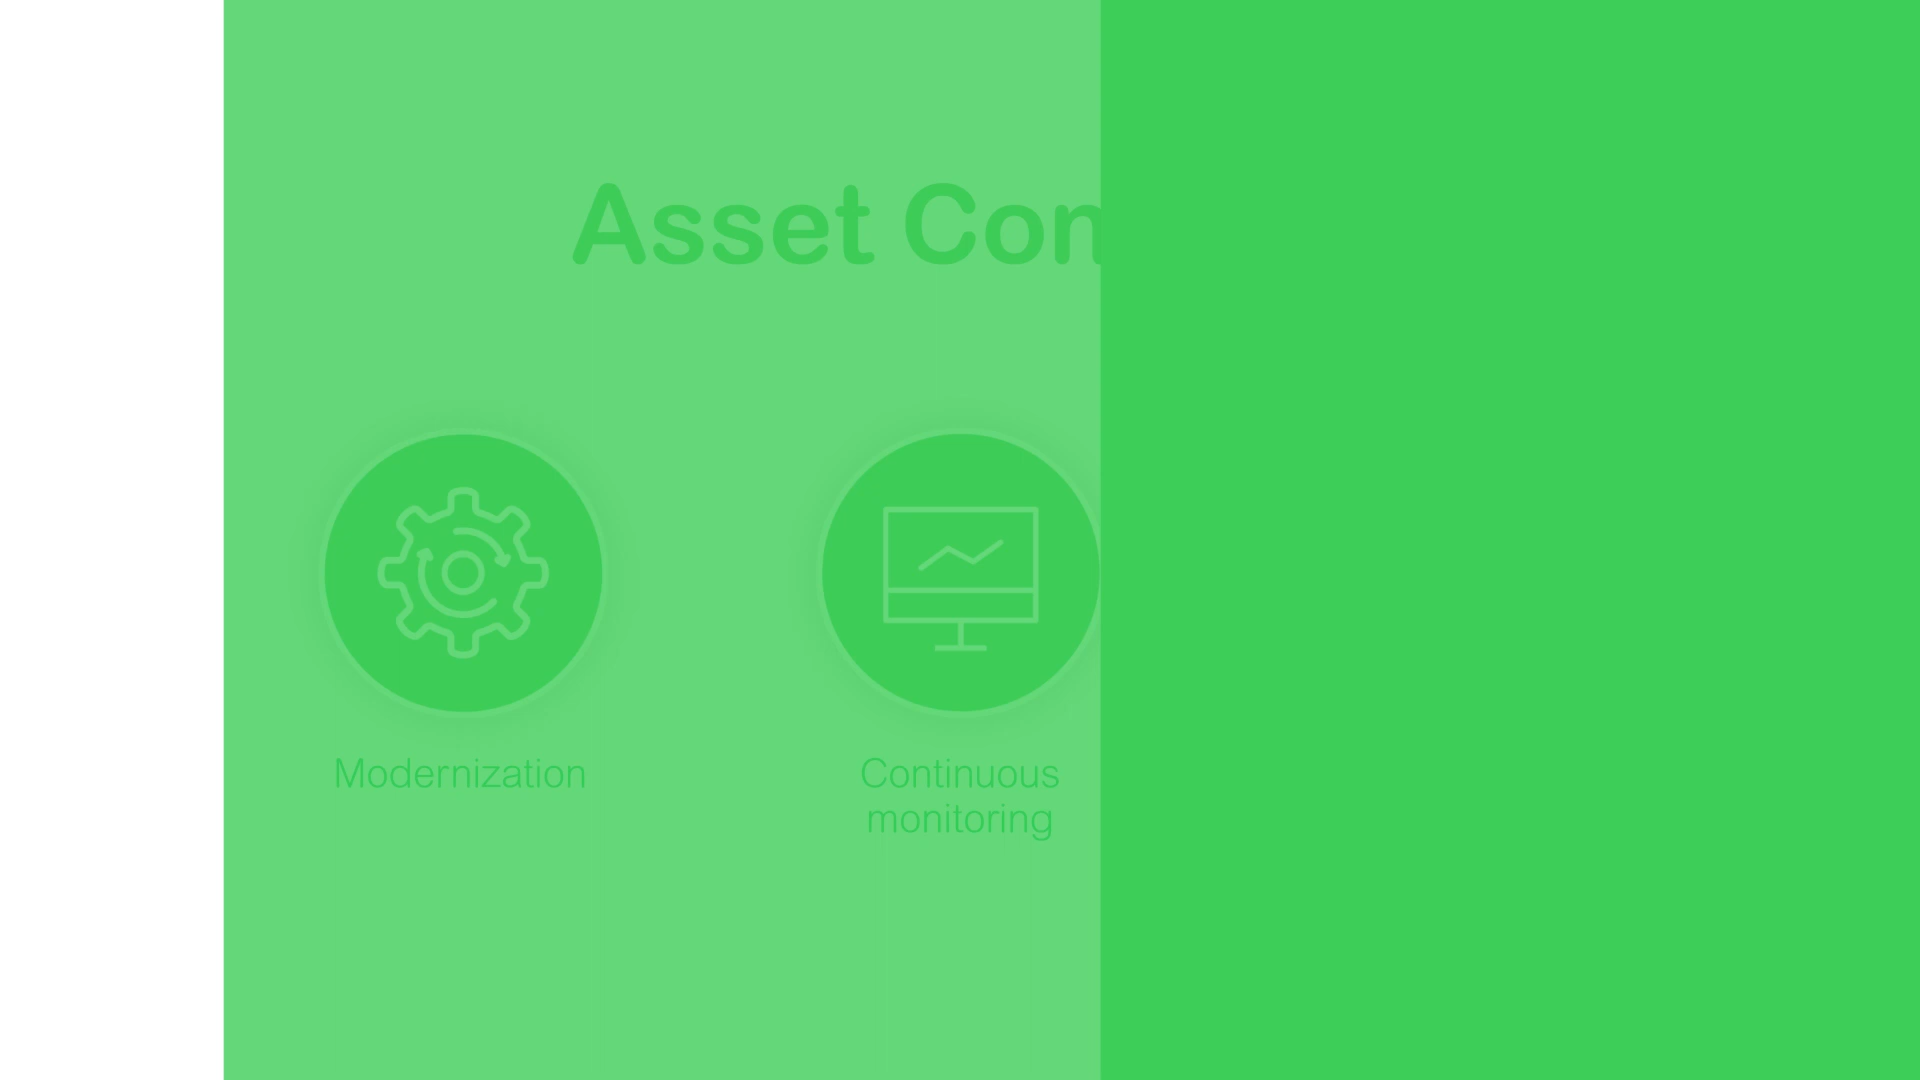 Asset Con
Modernization
Continuous
monitoring